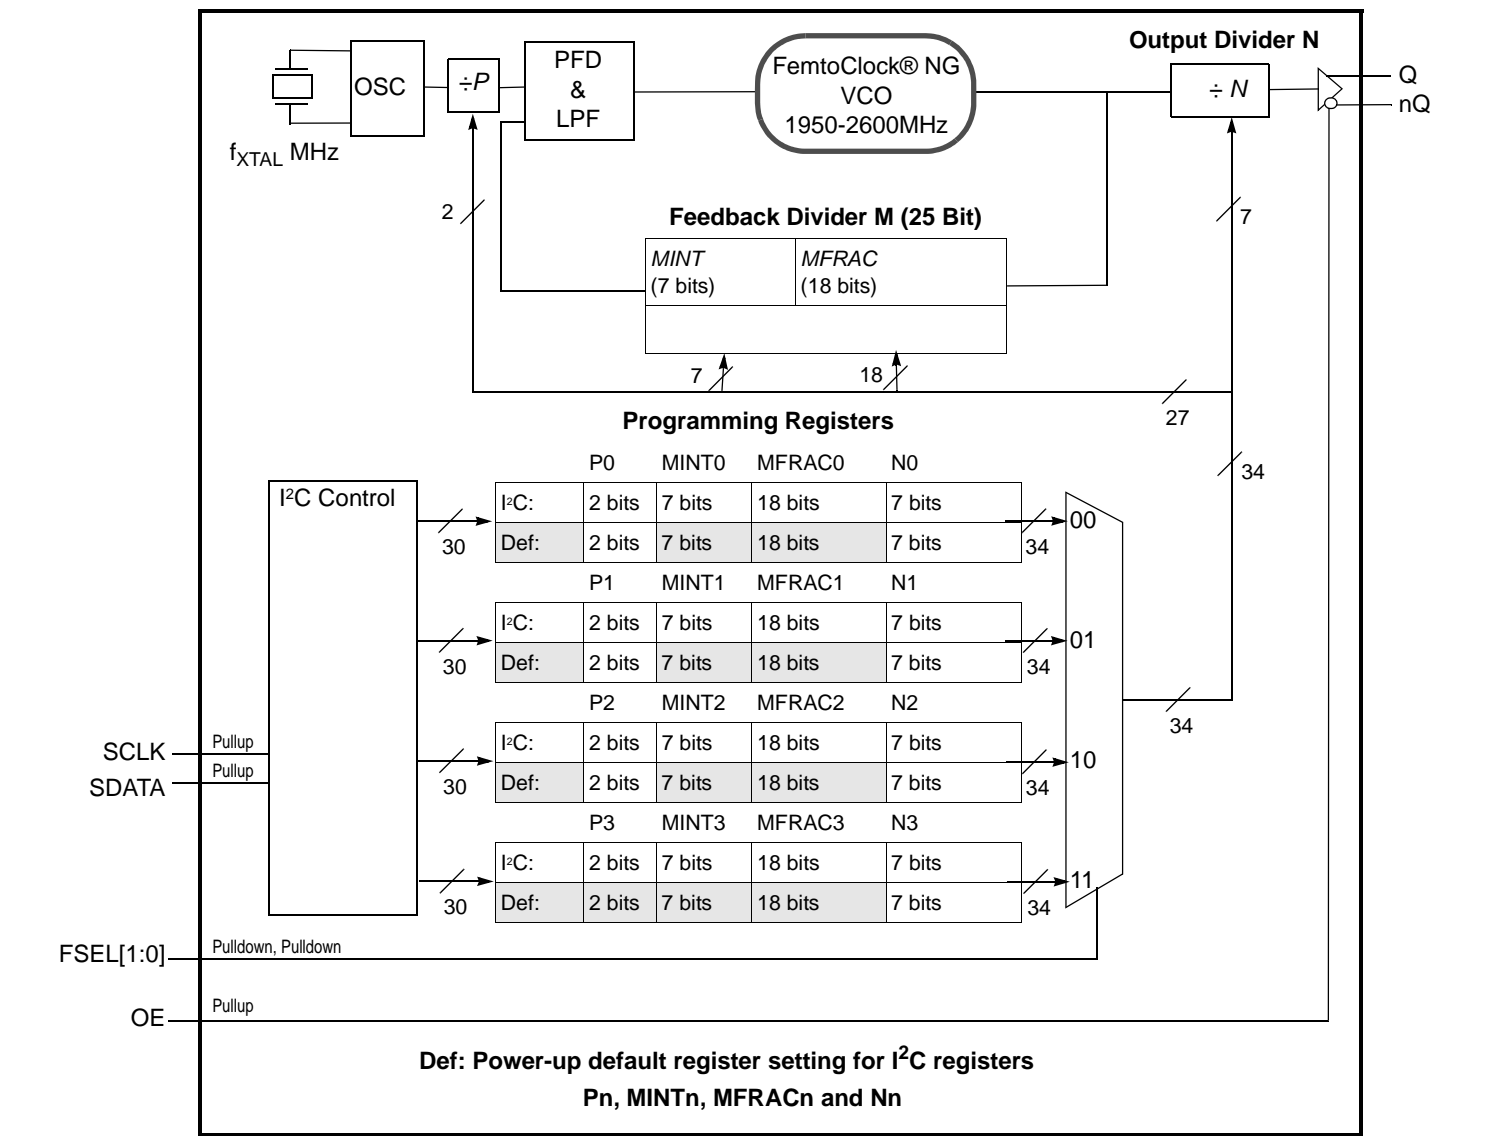 Output Divider N
OSC
÷P
PFD
&
LPF
FemtoClock® NG
VCO
1950-2600MHz
÷ N
Q
nQ
fXTAL MHz
2
7
Feedback Divider M (25 Bit)
MINT
(7 bits)
MFRAC
(18 bits)
7
18
27
Programming Registers
34
P0 MINT0 MFRAC0 N0
I²C Control
I²C: 2 bits 7 bits 18 bits 7 bits
00
30
Def: 2 bits 7 bits 18 bits 7 bits
34
P1 MINT1 MFRAC1 N1
I²C: 2 bits 7 bits 18 bits 7 bits
01
30
Def: 2 bits 7 bits 18 bits 7 bits
34
P2 MINT2 MFRAC2 N2
34
SCLK
Pullup
I²C: 2 bits 7 bits 18 bits 7 bits
10
SDATA
Pullup
30
Def: 2 bits 7 bits 18 bits 7 bits
34
P3 MINT3 MFRAC3 N3
I²C: 2 bits 7 bits 18 bits 7 bits
11
30
Def: 2 bits 7 bits 18 bits 7 bits
34
FSEL[1:0]
Pulldown, Pulldown
OE
Pullup
Def: Power-up default register setting for I²C registers
Pn, MINTn, MFRACn and Nn